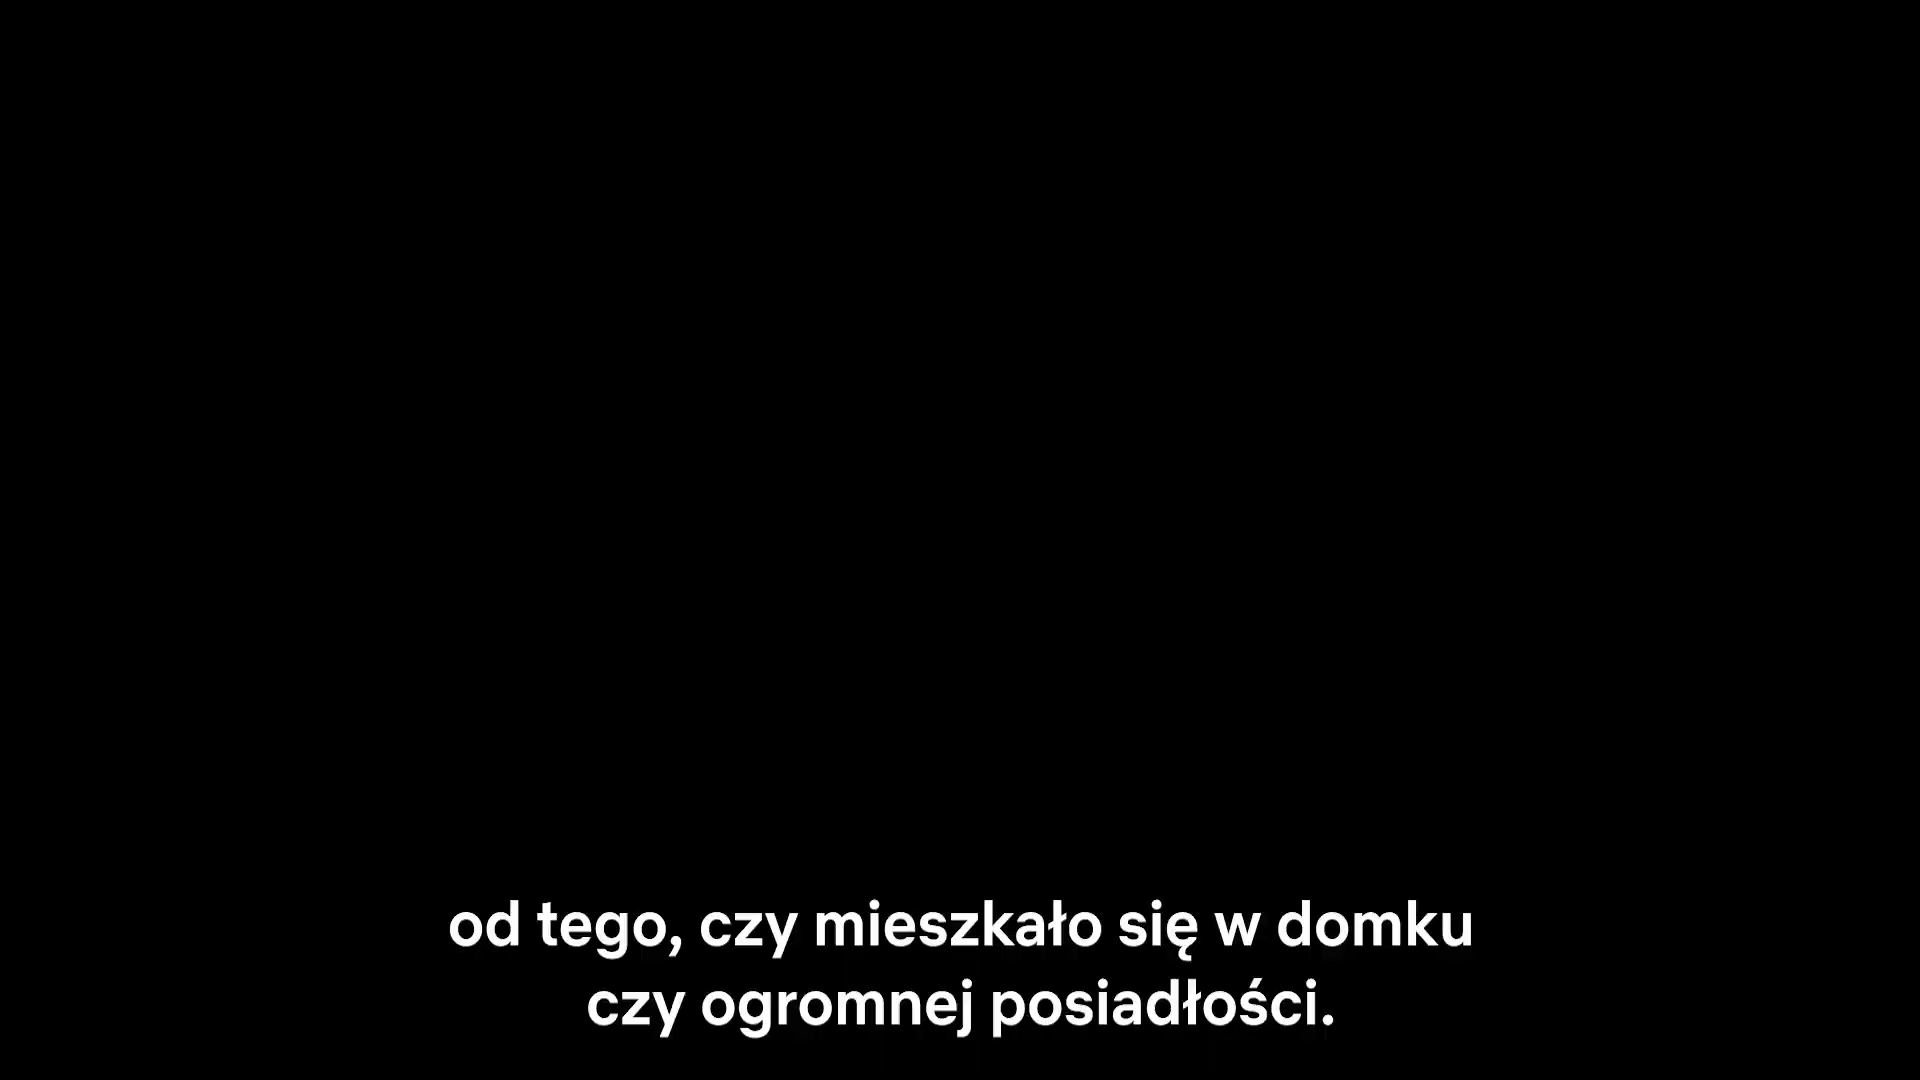 od tego, czy mieszkało się w domku
czy ogromnej posiadłości.